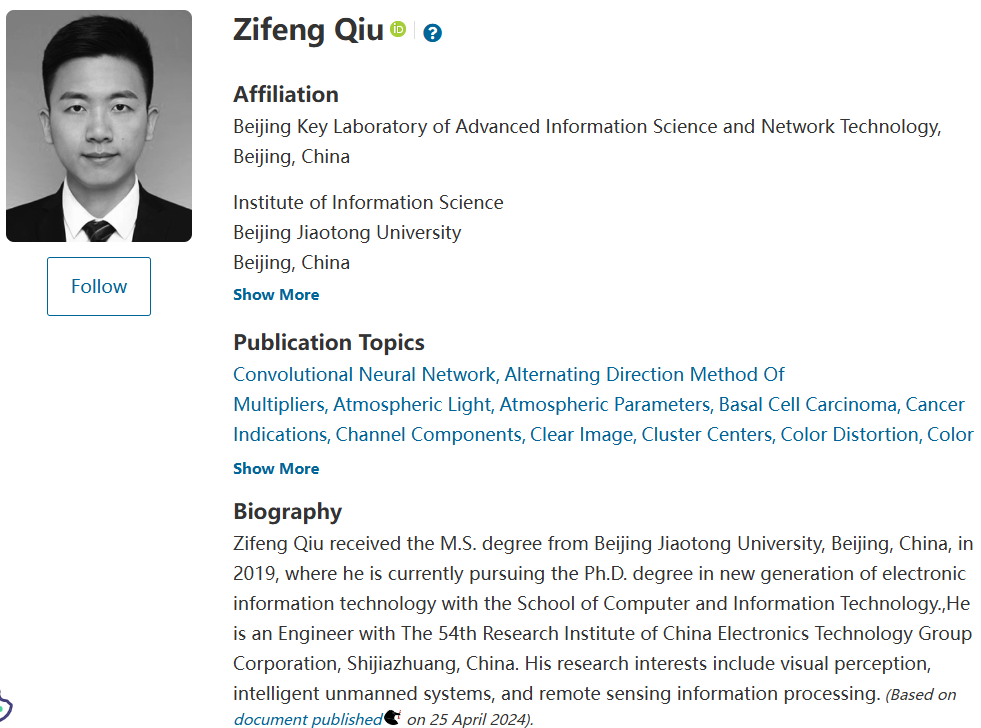 Zifeng Qiu iD ?
Affiliation
Beijing Key Laboratory of Advanced Information Science and Network Technology,
Beijing, China
Institute of Information Science
Beijing Jiaotong University
Beijing, China
Show More
Follow
Publication Topics
Convolutional Neural Network, Alternating Direction Method Of
Multipliers, Atmospheric Light, Atmospheric Parameters, Basal Cell Carcinoma, Cancer
Indications, Channel Components, Clear Image, Cluster Centers, Color Distortion, Color
Show More
Biography
Zifeng Qiu received the M.S. degree from Beijing Jiaotong University, Beijing, China, in
2019, where he is currently pursuing the Ph.D. degree in new generation of electronic
information technology with the School of Computer and Information Technology.,He
is an Engineer with The 54th Research Institute of China Electronics Technology Group
Corporation, Shijiazhuang, China. His research interests include visual perception,
intelligent unmanned systems, and remote sensing information processing. (Based on
document published on 25 April 2024).